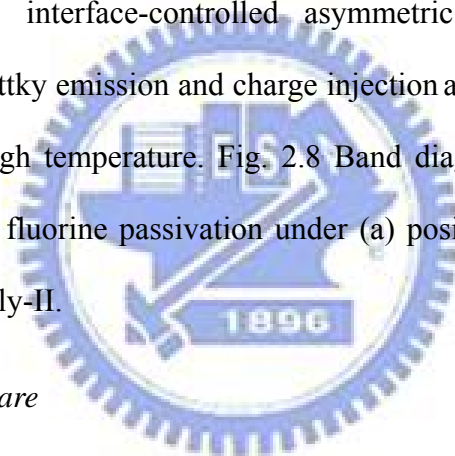 interface-controlled asymmetric
ttky emission and charge injection a
gh temperature. Fig. 2.8 Band diag
fluorine passivation under (a) posi
ly-II.
1896
are